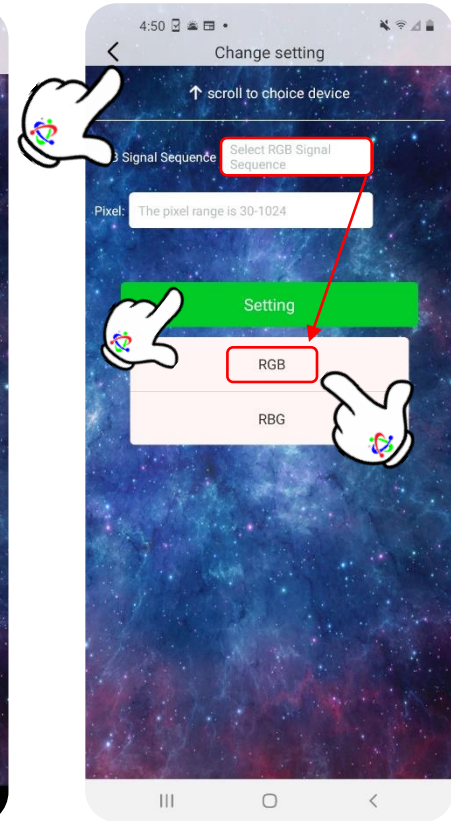 4:50
Change setting
↑ scroll to choice device
Signal Sequence
Select RGB Signal
Sequence
Pixel:
The pixel range is 30-1024
Setting
RGB
RBG